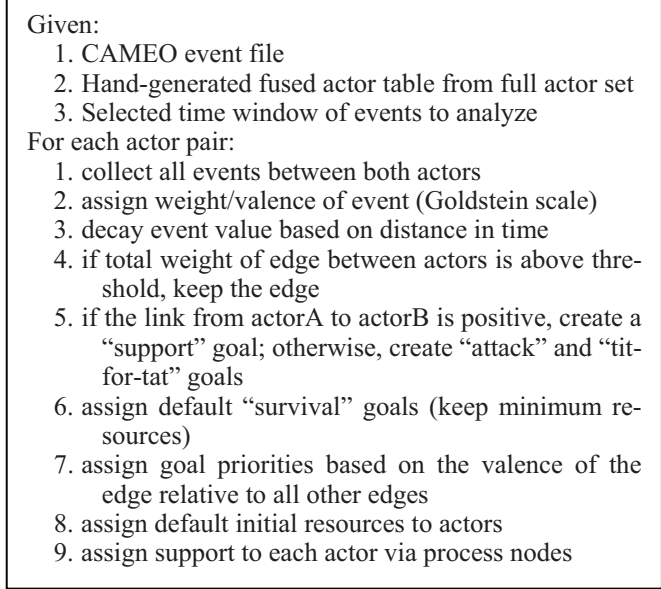 Given:
1. CAMEO event file
2. Hand-generated fused actor table from full actor set
3. Selected time window of events to analyze
For each actor pair:
1. collect all events between both actors
2. assign weight/valence of event (Goldstein scale)
3. decay event value based on distance in time
4. if total weight of edge between actors is above thre-
shold, keep the edge
5. if the link from actorA to actorB is positive, create a
“support” goal; otherwise, create “attack” and “tit-
for-tat” goals
6. assign default “survival” goals (keep minimum re-
sources)
7. assign goal priorities based on the valence of the
edge relative to all other edges
8. assign default initial resources to actors
9. assign support to each actor via process nodes